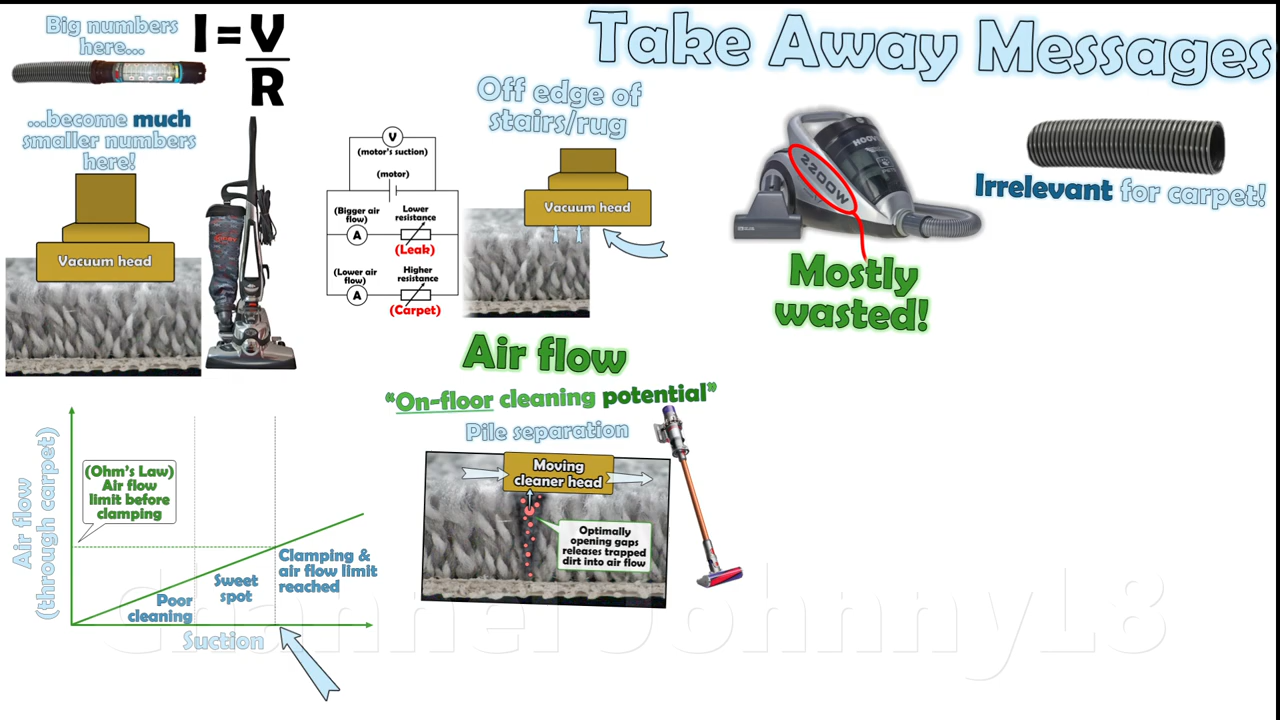 Take Away Messages
Big numbers
here...
I = V
R
...become much
smaller numbers
here!
Vacuum head
V
(motor's suction)
(motor)
(Bigger air
flow)
Lower
resistance
A
(Leak)
(Lower air
flow)
Higher
resistance
A
(Carpet)
Off edge of
stairs/rug
Vacuum head
HOOVER
2200W
Mostly
wasted!
Irrelevant for carpet!
Air flow
“On-floor cleaning potential”
Pile separation
Moving
cleaner head
Optimally
opening gaps
releases trapped
dirt into air flow
Air flow
(through carpet)
(Ohm's Law)
Air flow
limit before
clamping
Poor
cleaning
Sweet
spot
Clamping &
air flow limit
reached
Suction
Channel JohnnyL8